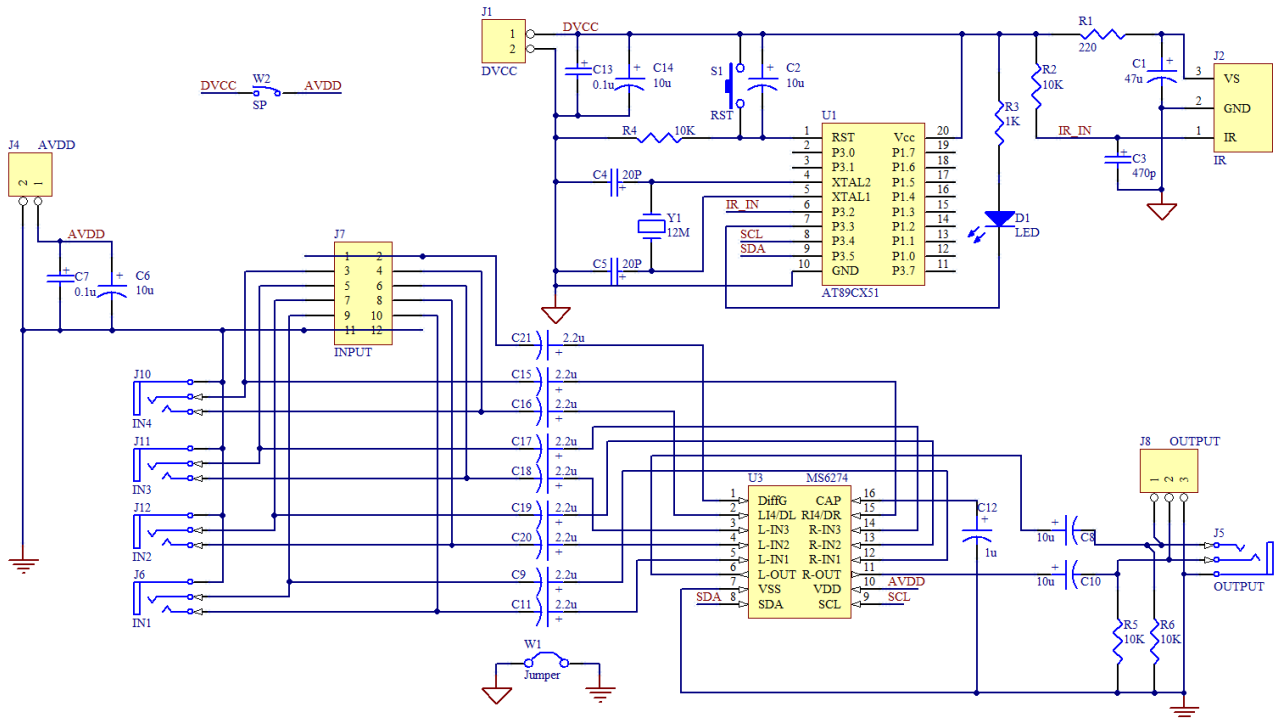 J1
1
2
DVCC
DVCC
C13
0.1u
+
C14
10u
+
S1
RST
C2
10u
+
R1
220
C1
47u
+
J2
3 VS
2 GND
1 IR
IR
R2
10K
R3
1K
IR_IN
C3
470p
+
DVCC
W2
SP
AVDD
R4
10K
U1
1 RST Vcc 20
2 P3.0 P1.7 19
3 P3.1 P1.6 18
4 XTAL2 P1.5 17
5 XTAL1 P1.4 16
6 P3.2 P1.3 15
7 P3.3 P1.2 14
8 P3.4 P1.1 13
9 P3.5 P1.0 12
10 GND P3.7 11
AT89CX51
IR_IN
SCL
SDA
C4
20P
+
Y1
12M
C5
20P
+
D1
LED
J4
AVDD
2 1
AVDD
C7
0.1u
+
C6
10u
+
J7
1 2
3 4
5 6
7 8
9 10
11 12
INPUT
C21 2.2u
+
J10
IN4
C15 2.2u
+
C16 2.2u
+
J11
IN3
C17 2.2u
+
C18 2.2u
+
J12
IN2
C19 2.2u
+
C20 2.2u
+
J6
IN1
C9 2.2u
+
C11 2.2u
+
U3
MS6274
1 DiffG CAP 16
2 LI4/DL RI4/DR 15
3 L-IN3 R-IN3 14
4 L-IN2 R-IN2 13
5 L-IN1 R-IN1 12
6 L-OUT R-OUT 11
7 VSS VDD 10
8 SDA SCL 9
SDA
AVDD
SCL
C12
1u
+
J8
OUTPUT
1 2 3
10u
+
C8
10u
+
C10
J5
OUTPUT
R5
10K
R6
10K
W1
Jumper